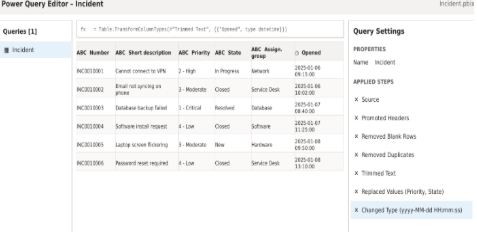 Power Query Editor - Incident
Incident.pbix
Queries [1]
Incident
fx = Table.TransformColumnTypes(#"Trimmed Text", {{"Opened", type datetime}})
ABC Number ABC Short description ABC Priority ABC State ABC Assign. group Opened
INC0010001 Cannot connect to VPN 2 - High In Progress Network 2025-01-06 09:15:00
INC0010002 Email not syncing on phone 3 - Moderate Closed Service Desk 2025-01-06 10:02:00
INC0010003 Database backup failed 1 - Critical Resolved Database 2025-01-07 08:40:00
INC0010004 Software install request 4 - Low Closed Software 2025-01-07 11:25:00
INC0010005 Laptop screen flickering 3 - Moderate New Hardware 2025-01-08 09:50:00
INC0010006 Password reset required 4 - Low Closed Service Desk 2025-01-08 13:10:00
Query Settings
PROPERTIES
Name Incident
APPLIED STEPS
X Source
X Promoted Headers
X Removed Blank Rows
X Removed Duplicates
X Trimmed Text
X Replaced Values (Priority, State)
X Changed Type (yyyy-MM-dd HH:mm:ss)